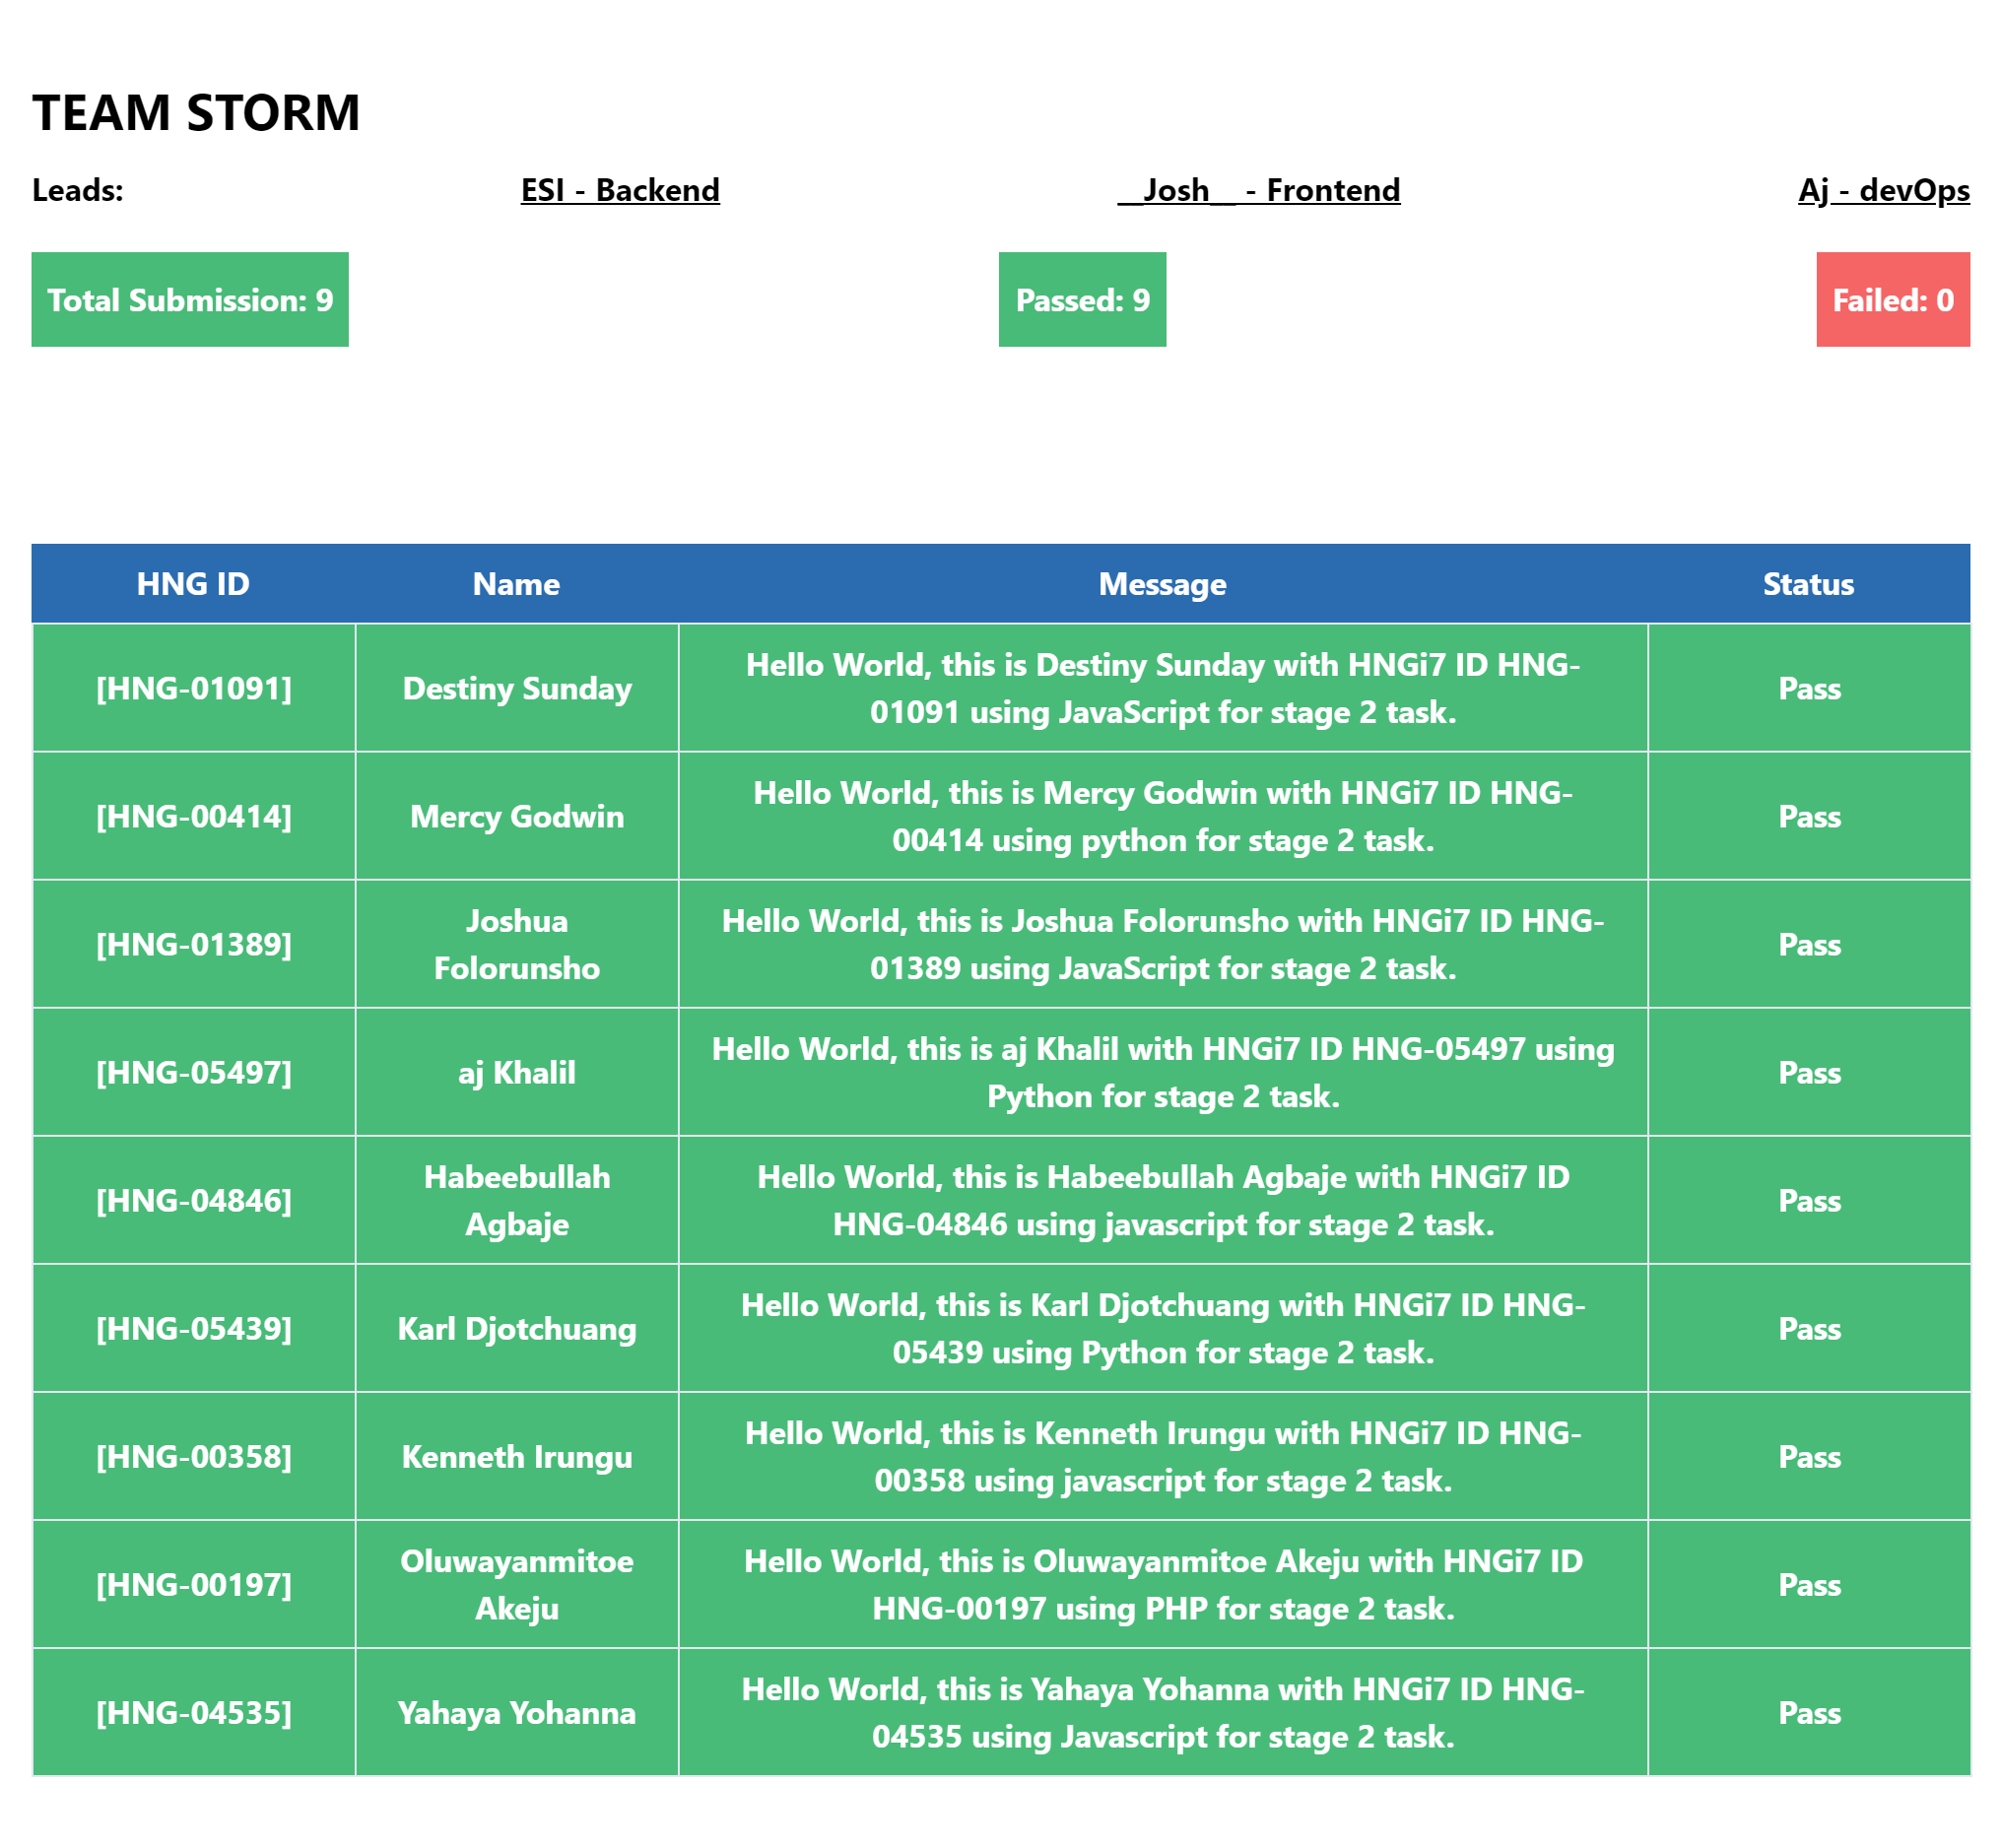 TEAM STORM
Leads: ESI - Backend __Josh__ - Frontend Aj - devOps
Total Submission: 9 Passed: 9 Failed: 0
HNG ID Name Message Status
[HNG-01091] Destiny Sunday Hello World, this is Destiny Sunday with HNGi7 ID HNG-
01091 using JavaScript for stage 2 task. Pass
[HNG-00414] Mercy Godwin Hello World, this is Mercy Godwin with HNGi7 ID HNG-
00414 using python for stage 2 task. Pass
[HNG-01389] Joshua
Folorunsho Hello World, this is Joshua Folorunsho with HNGi7 ID HNG-
01389 using JavaScript for stage 2 task. Pass
[HNG-05497] aj Khalil Hello World, this is aj Khalil with HNGi7 ID HNG-05497 using
Python for stage 2 task. Pass
[HNG-04846] Habeebullah
Agbaje Hello World, this is Habeebullah Agbaje with HNGi7 ID
HNG-04846 using javascript for stage 2 task. Pass
[HNG-05439] Karl Djotchuang Hello World, this is Karl Djotchuang with HNGi7 ID HNG-
05439 using Python for stage 2 task. Pass
[HNG-00358] Kenneth Irungu Hello World, this is Kenneth Irungu with HNGi7 ID HNG-
00358 using javascript for stage 2 task. Pass
[HNG-00197] Oluwayanmitoe
Akeju Hello World, this is Oluwayanmitoe Akeju with HNGi7 ID
HNG-00197 using PHP for stage 2 task. Pass
[HNG-04535] Yahaya Yohanna Hello World, this is Yahaya Yohanna with HNGi7 ID HNG-
04535 using Javascript for stage 2 task. Pass